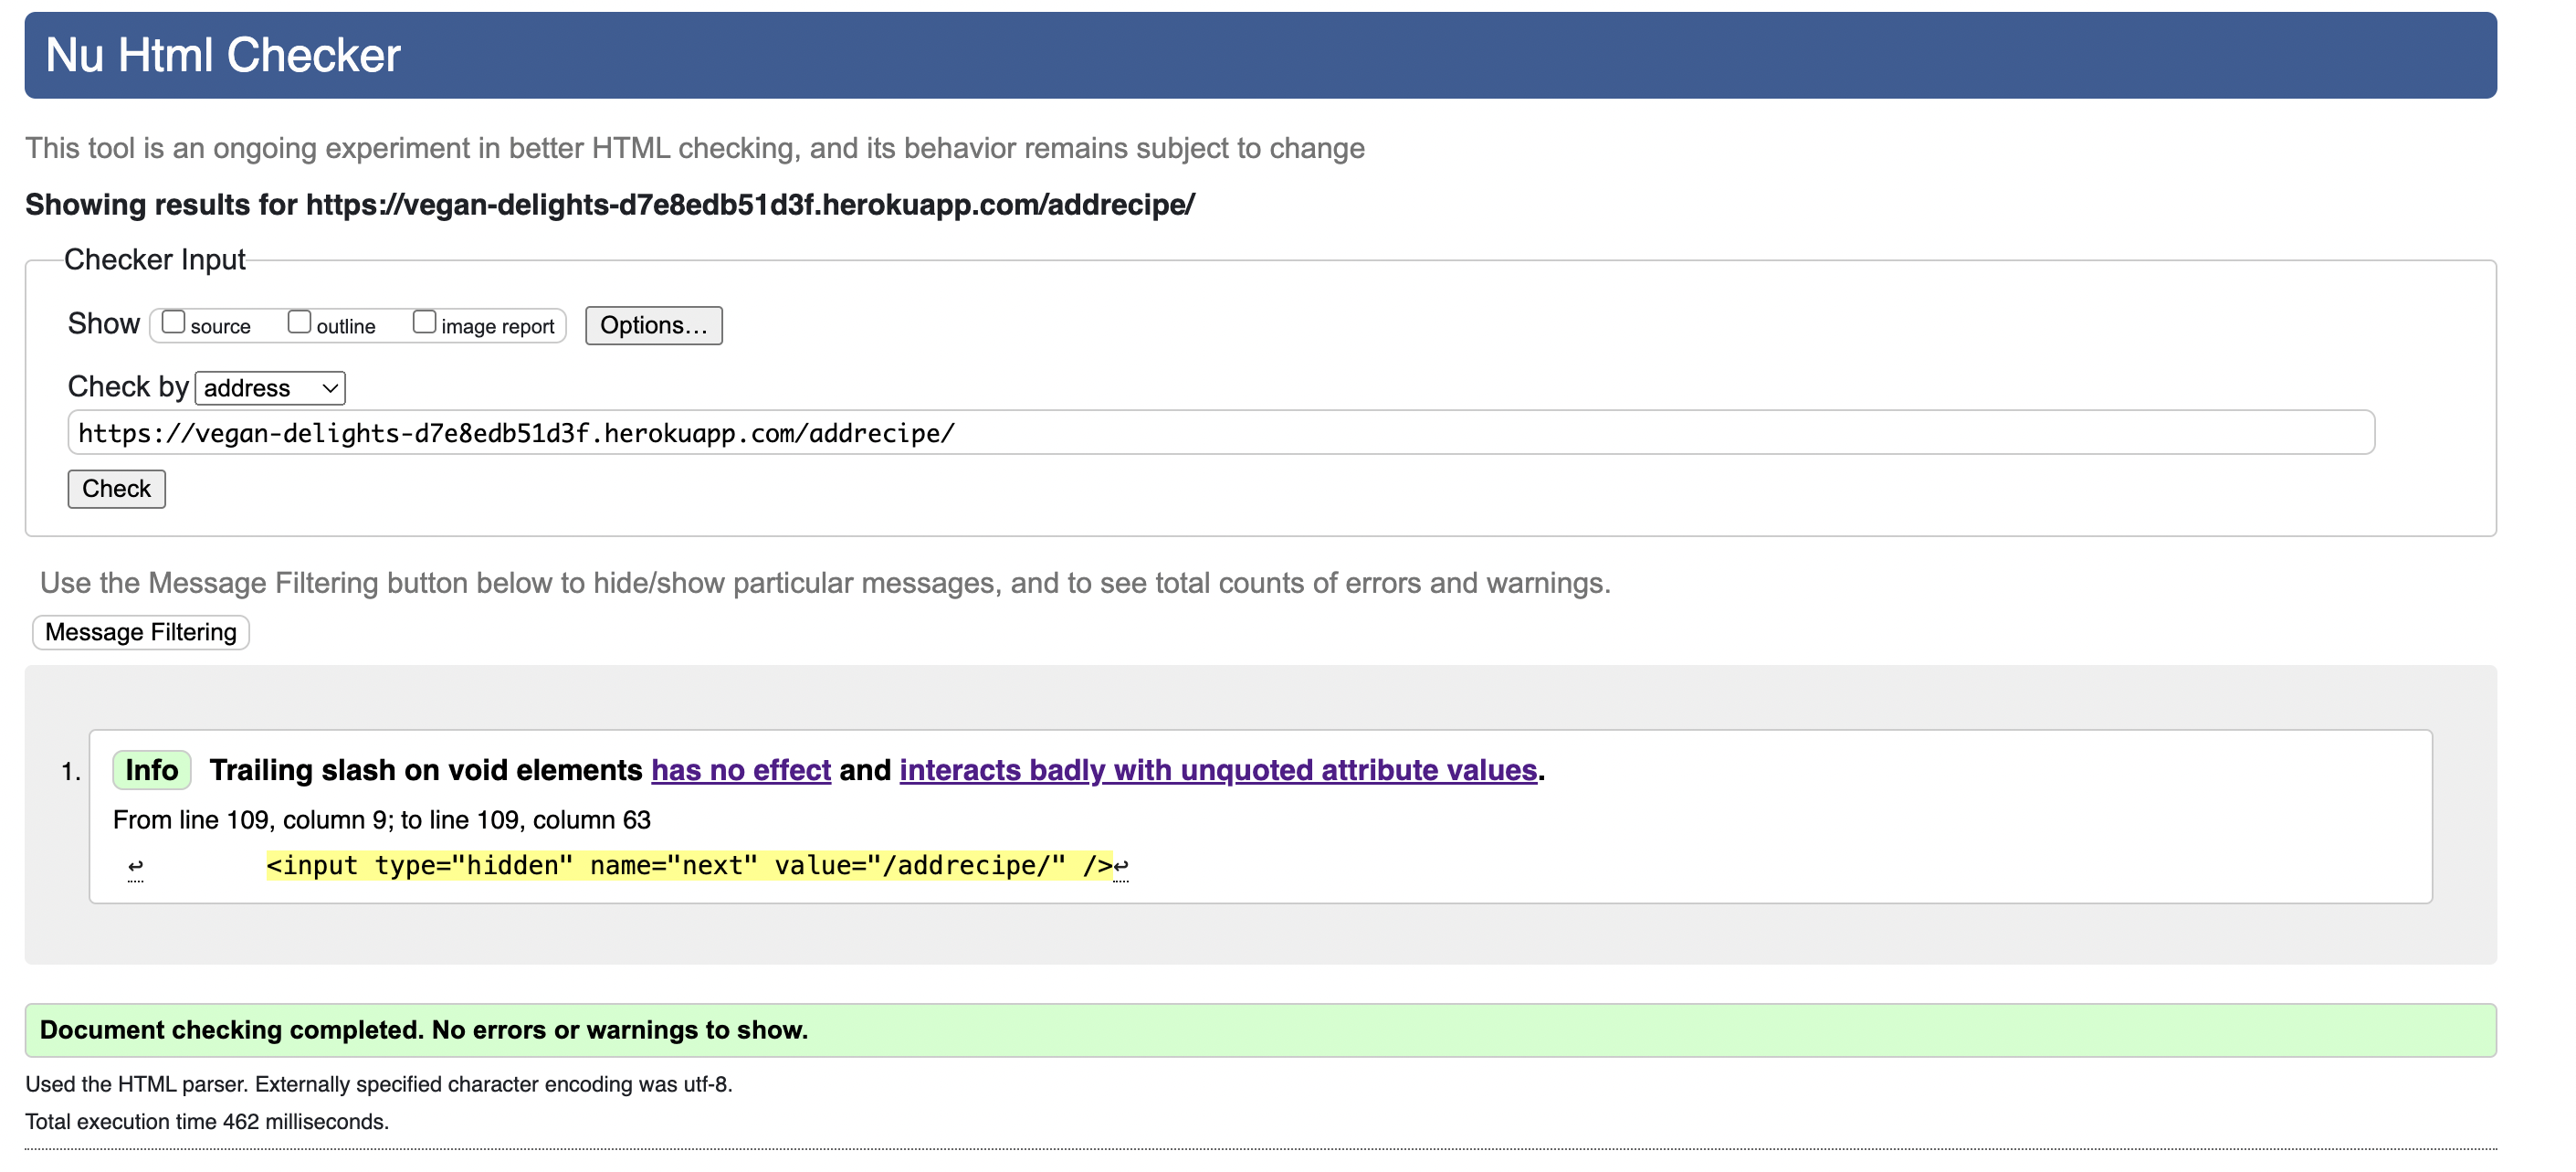 Nu Html Checker
This tool is an ongoing experiment in better HTML checking, and its behavior remains subject to change
Showing results for https://vegan-delights-d7e8edb51d3f.herokuapp.com/addrecipe/
Checker Input
Show source outline image report Options...
Check by address
https://vegan-delights-d7e8edb51d3f.herokuapp.com/addrecipe/
Check
Use the Message Filtering button below to hide/show particular messages, and to see total counts of errors and warnings.
Message Filtering
1. Info Trailing slash on void elements has no effect and interacts badly with unquoted attribute values.
From line 109, column 9; to line 109, column 63
↩ <input type="hidden" name="next" value="/addrecipe/" />↩
Document checking completed. No errors or warnings to show.
Used the HTML parser. Externally specified character encoding was utf-8.
Total execution time 462 milliseconds.